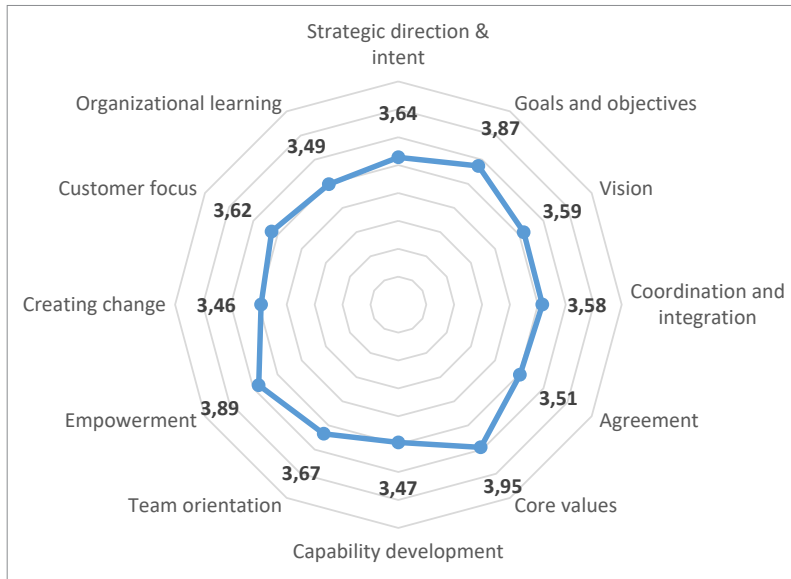 Strategic direction &
intent
Organizational learning
Goals and objectives
3,64
3,87
3,49
Customer focus
Vision
3,62
3,59
Creating change
3,46
3,58
Coordination and
integration
3,89
3,51
Empowerment
Agreement
3,67
3,47
3,95
Team orientation
Core values
Capability development